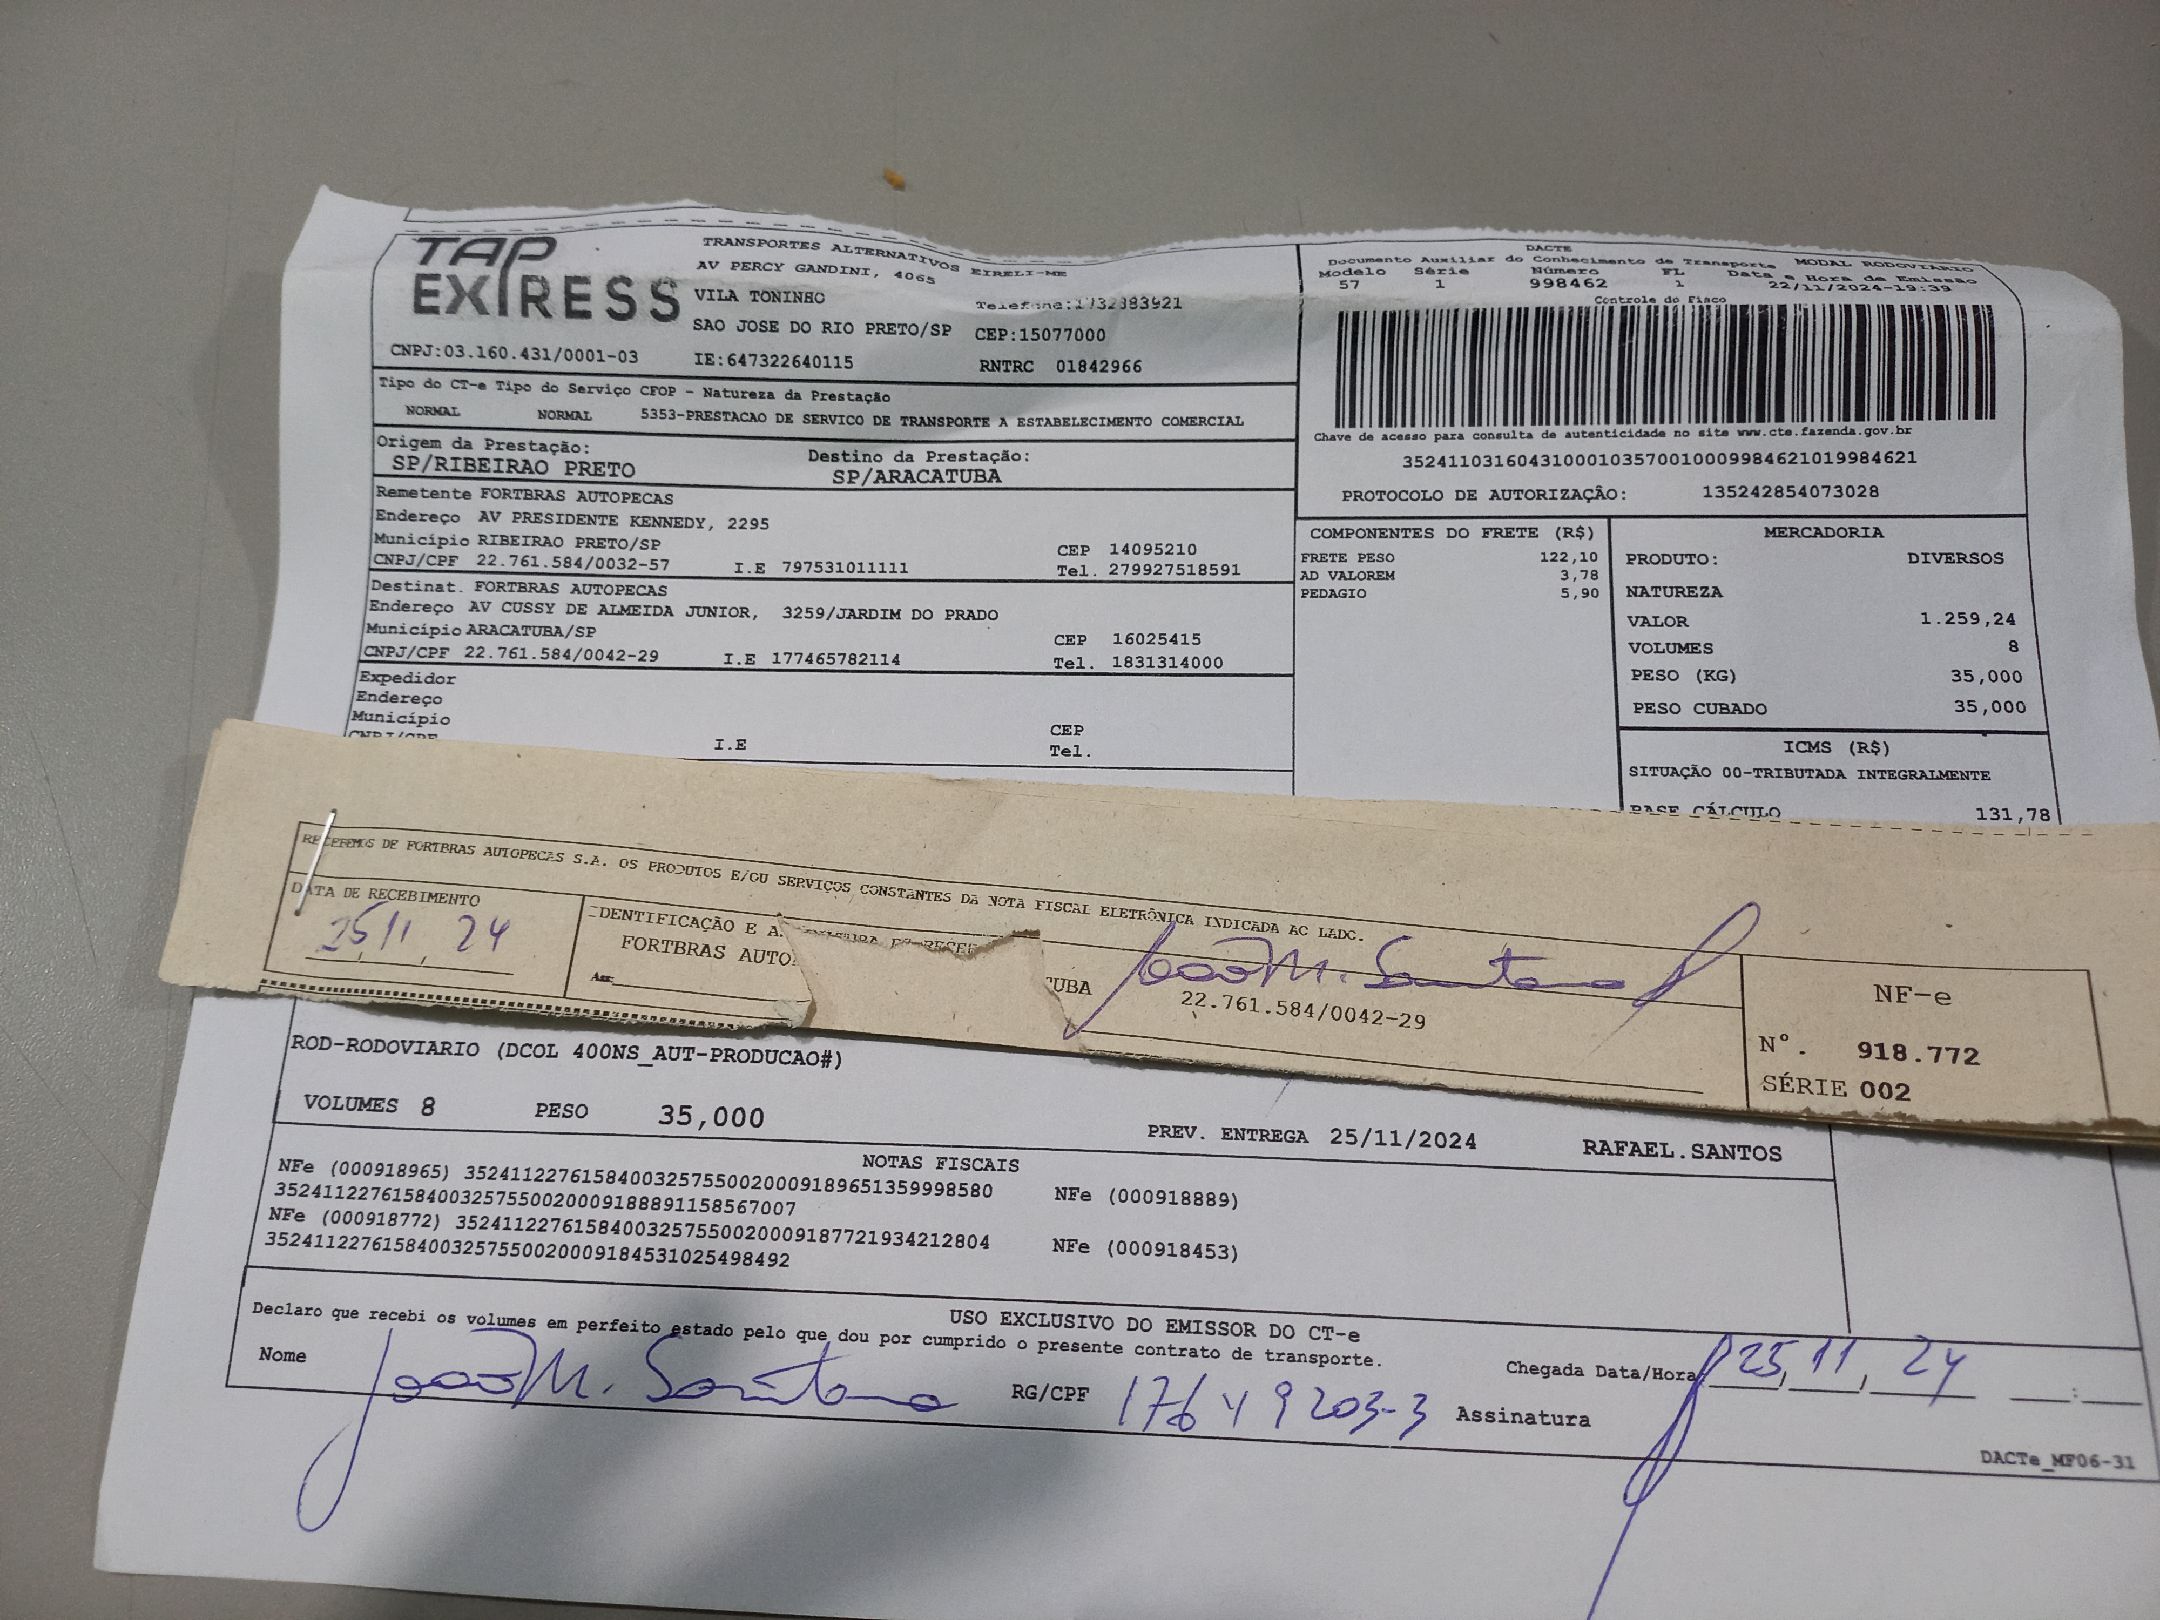 TAP EXPRESS
TRANSPORTES ALTERNATIVOS EIRELI-ME
AV PERCY GANDINI, 4065
VILA TONINHO
Telefone:1732383921
SAO JOSE DO RIO PRETO/SP CEP:15077000
CNPJ:03.160.431/0001-03 IE:647322640115 RNTRC 01842966
DACTE
Documento Auxiliar do Conhecimento de Transporte MODAL RODOVIARIO
Modelo Série Número FL Data e Hora de Emissão
57 1 998462 1 22/11/2024-19:39
Controle do Fisco
Chave de acesso para consulta de autenticidade no site www.cte.fazenda.gov.br
35241103160431000103570010009984621019984621
PROTOCOLO DE AUTORIZAÇÃO: 135242854073028
Tipo do CT-e Tipo do Serviço CFOP - Natureza da Prestação
NORMAL NORMAL 5353-PRESTACAO DE SERVICO DE TRANSPORTE A ESTABELECIMENTO COMERCIAL
Origem da Prestação: Destino da Prestação:
SP/RIBEIRAO PRETO SP/ARACATUBA
Remetente FORTBRAS AUTOPECAS
Endereço AV PRESIDENTE KENNEDY, 2295
Município RIBEIRAO PRETO/SP CEP 14095210
CNPJ/CPF 22.761.584/0032-57 I.E 797531011111 Tel. 279927518591
Destinat. FORTBRAS AUTOPECAS
Endereço AV CUSSY DE ALMEIDA JUNIOR, 3259/JARDIM DO PRADO
Município ARACATUBA/SP CEP 16025415
CNPJ/CPF 22.761.584/0042-29 I.E 177465782114 Tel. 1831314000
Expedidor
Endereço
Município CEP
CNPJ/CPF I.E Tel.
COMPONENTES DO FRETE (R$)
FRETE PESO 122,10
AD VALOREM 3,78
PEDAGIO 5,90
MERCADORIA
PRODUTO: DIVERSOS
NATUREZA
VALOR 1.259,24
VOLUMES 8
PESO (KG) 35,000
PESO CUBADO 35,000
ICMS (R$)
SITUAÇÃO 00-TRIBUTADA INTEGRALMENTE
BASE CÁLCULO 131,78
RECEBEMOS DE FORTBRAS AUTOPECAS S.A. OS PRODUTOS E/OU SERVIÇOS CONSTANTES DA NOTA FISCAL ELETRÔNICA INDICADA AO LADO.
DATA DE RECEBIMENTO
25/11 24
IDENTIFICAÇÃO E A
FORTBRAS AUTO
TUBA 22.761.584/0042-29
Ass:
João M. Santana
NF-e
N°. 918.772
SÉRIE 002
ROD-RODOVIARIO (DCOL 400NS_AUT-PRODUCAO#)
VOLUMES 8 PESO 35,000 PREV. ENTREGA 25/11/2024 RAFAEL.SANTOS
NOTAS FISCAIS
NFe (000918965) 35241122761584003257550020009189651359998580 NFe (000918889)
35241122761584003257550020009188891158567007
NFe (000918772) 35241122761584003257550020009187721934212804 NFe (000918453)
35241122761584003257550020009184531025498492
USO EXCLUSIVO DO EMISSOR DO CT-e
Declaro que recebi os volumes em perfeito estado pelo que dou por cumprido o presente contrato de transporte.
Nome João M. Santana RG/CPF 17649203-3 Assinatura
Chegada Data/Hora 25, 11, 24 :
DACTe_MF06-31